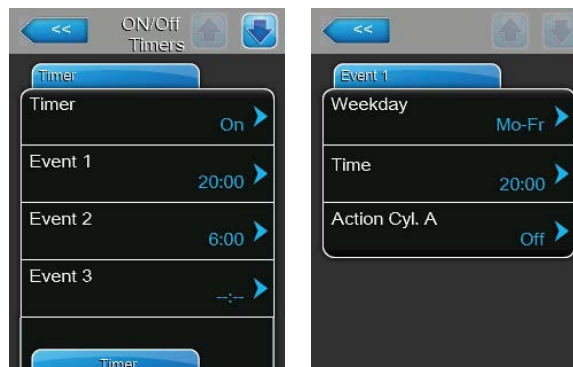 <<
ON/Off
Timers
Timer
Timer
On
Event 1
20:00
Event 2
6:00
Event 3
--:--
Timer
<<
Event 1
Weekday
Mo-Fr
Time
20:00
Action Cyl. A
Off